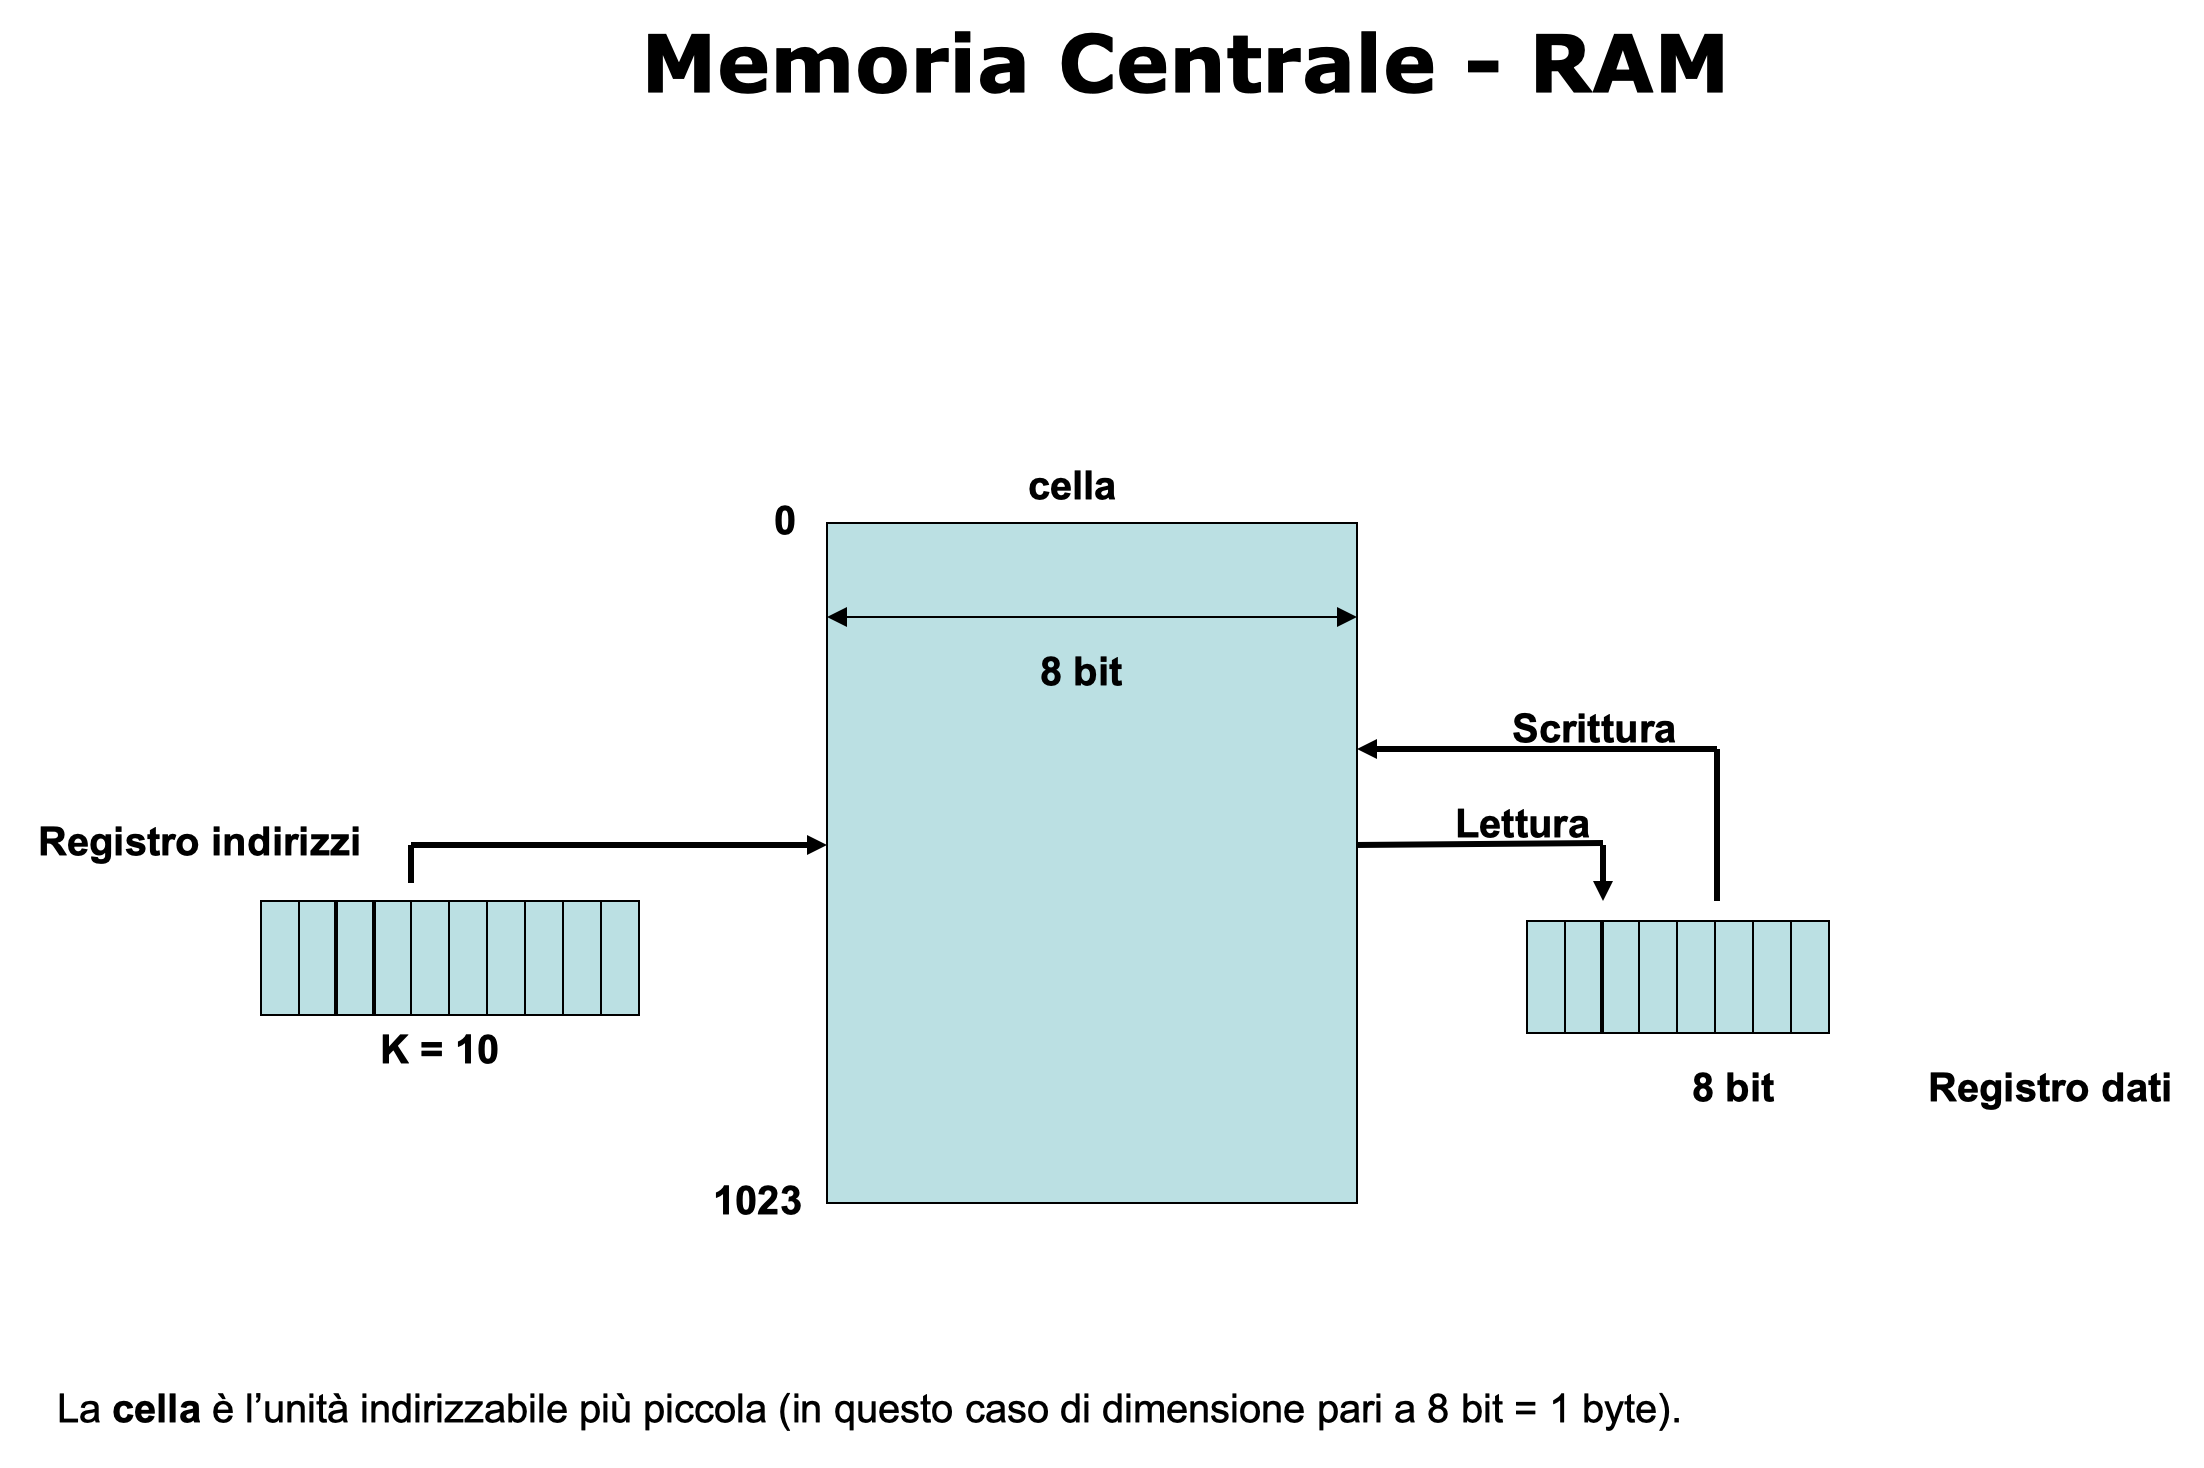 Memoria Centrale - RAM
cella
0
8 bit
Scrittura
Lettura
Registro indirizzi
K = 10
8 bit
Registro dati
1023
La cella è l’unità indirizzabile più piccola (in questo caso di dimensione pari a 8 bit = 1 byte).